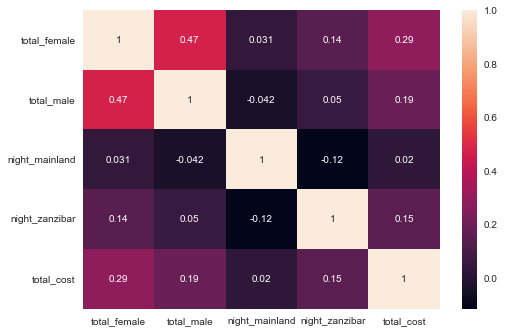 total_female 1 0.47 0.031 0.14 0.29
total_male 0.47 1 -0.042 0.05 0.19
night_mainland 0.031 -0.042 1 -0.12 0.02
night_zanzibar 0.14 0.05 -0.12 1 0.15
total_cost 0.29 0.19 0.02 0.15 1
total_female total_male night_mainland night_zanzibar total_cost
1.0
0.8
0.6
0.4
0.2
0.0